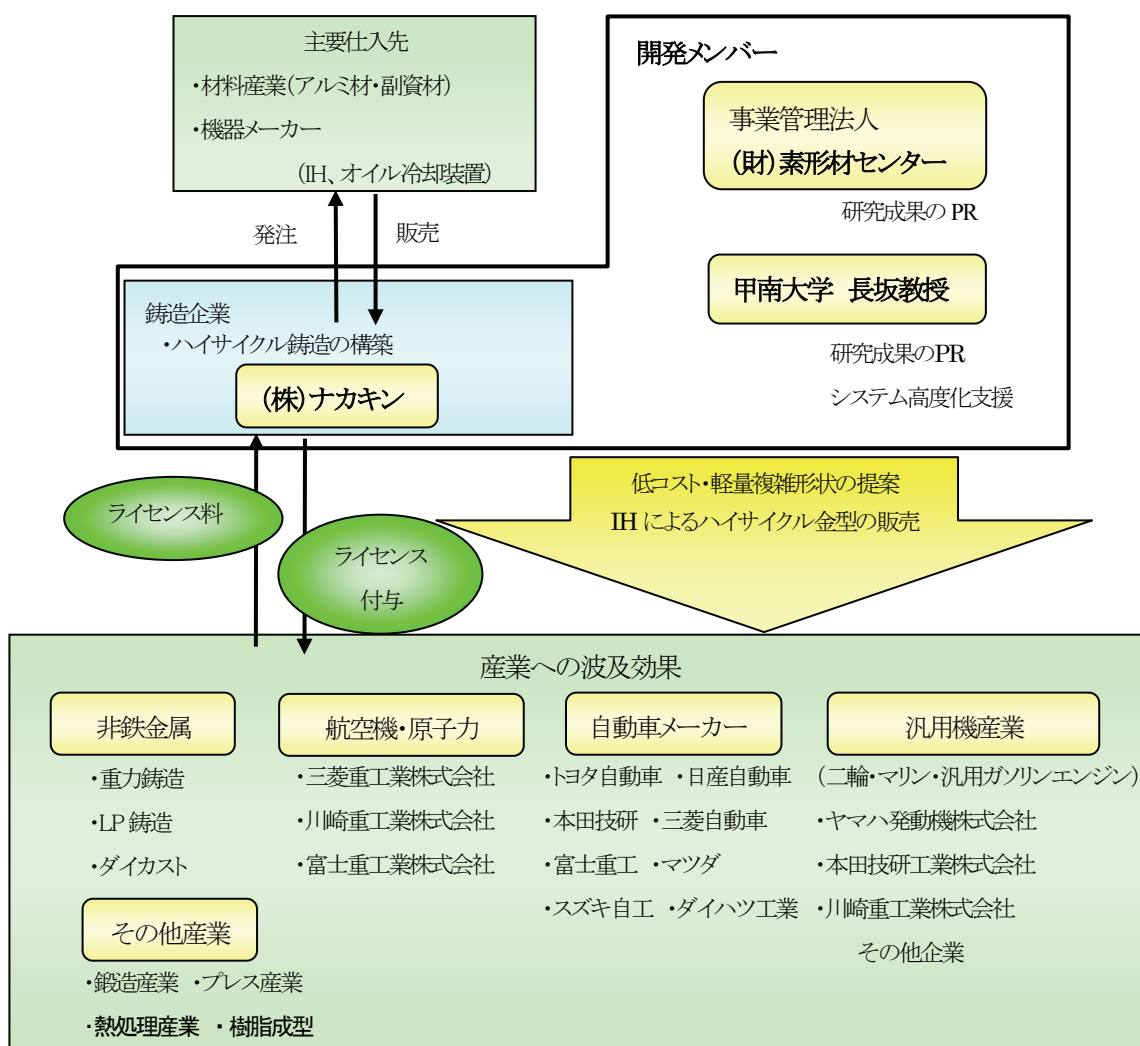 主要仕入先
・材料産業(アルミ材・副資材)
・機器メーカー
(IH、オイル冷却装置)
発注
販売
開発メンバー
事業管理法人
(財)素形材センター
研究成果の PR
甲南大学 長坂教授
研究成果のPR
システム高度化支援
鋳造企業
・ハイサイクル鋳造の構築
(株)ナカキン
ライセンス料
ライセンス
付与
低コスト・軽量複雑形状の提案
IH によるハイサイクル金型の販売
産業への波及効果
非鉄金属
・重力鋳造
・LP 鋳造
・ダイカスト
その他産業
・鍛造産業 ・プレス産業
・熱処理産業 ・樹脂成型
航空機・原子力
・三菱重工業株式会社
・川崎重工業株式会社
・富士重工業株式会社
自動車メーカー
・トヨタ自動車 ・日産自動車
・本田技研 ・三菱自動車
・富士重工 ・マツダ
・スズキ自工 ・ダイハツ工業
汎用機産業
(二輪・マリン・汎用ガソリンエンジン)
・ヤマハ発動機株式会社
・本田技研工業株式会社
・川崎重工業株式会社
その他企業